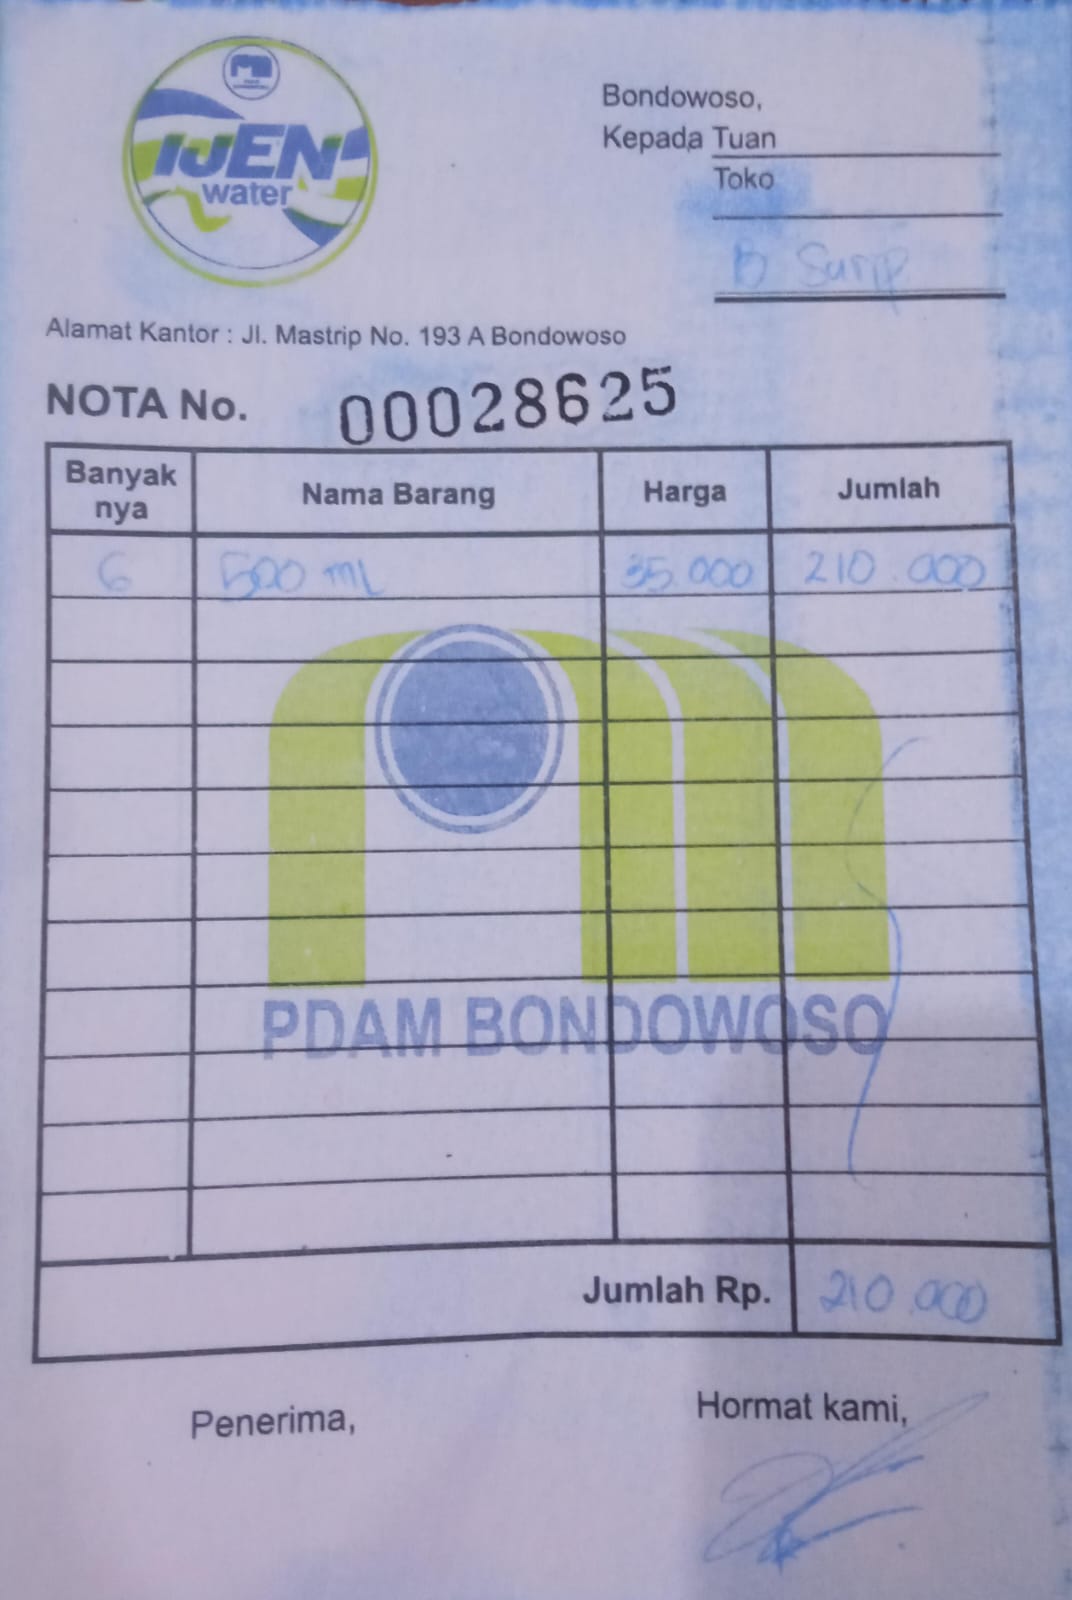 IJEN
water
Bondowoso,
Kepada Tuan
Toko
B Surip
Alamat Kantor : Jl. Mastrip No. 193 A Bondowoso
NOTA No. 00028625
Banyak nya Nama Barang Harga Jumlah
6 500 ML 35.000 210.000
PDAM BONDOWOSO
Jumlah Rp. 210.000
Penerima, Hormat kami,